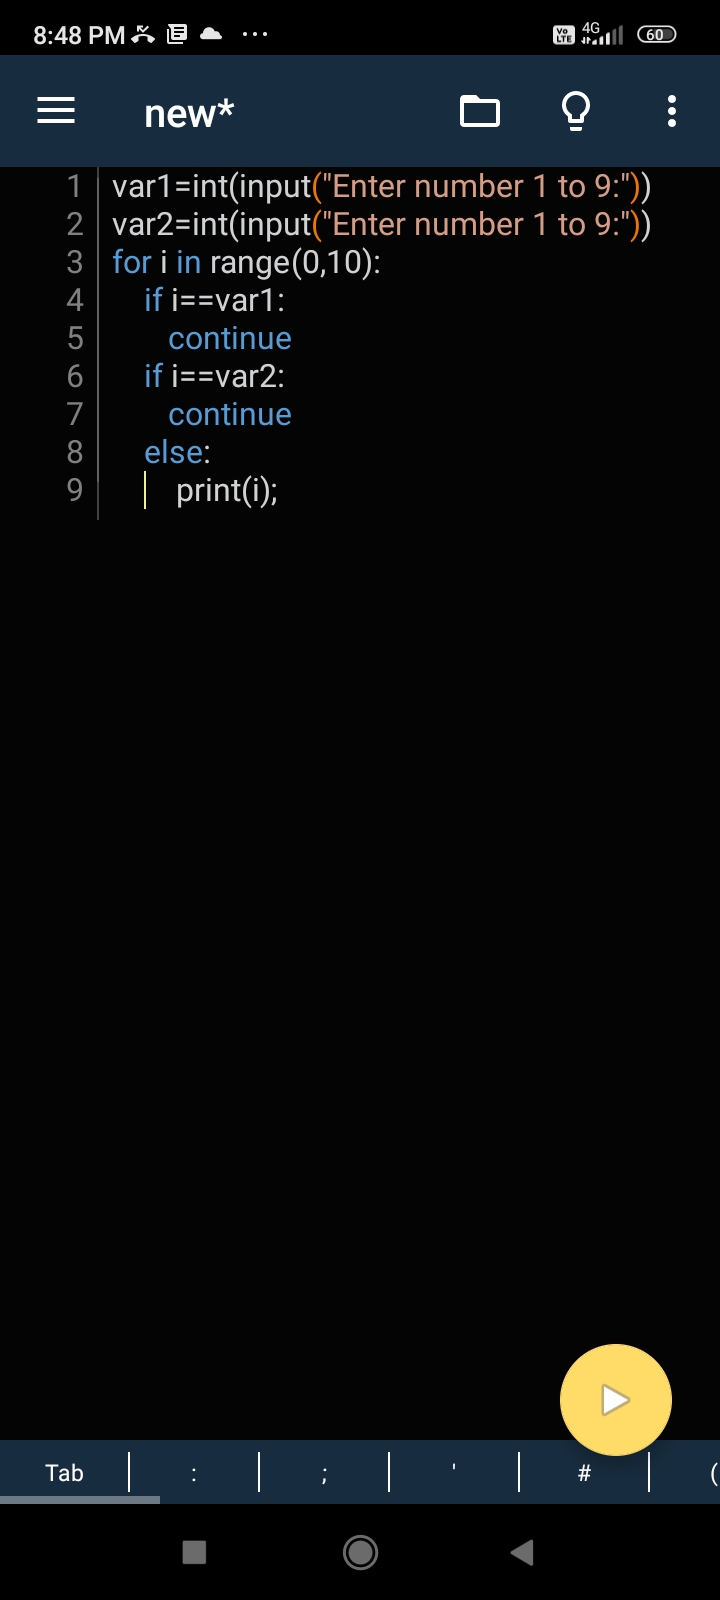 8:48 PM ... Vo LTE 4G 60
new*
1 var1=int(input("Enter number 1 to 9:"))
2 var2=int(input("Enter number 1 to 9:"))
3 for i in range(0,10):
4     if i==var1:
5        continue
6     if i==var2:
7        continue
8     else:
9         print(i);
Tab : ; ' # (